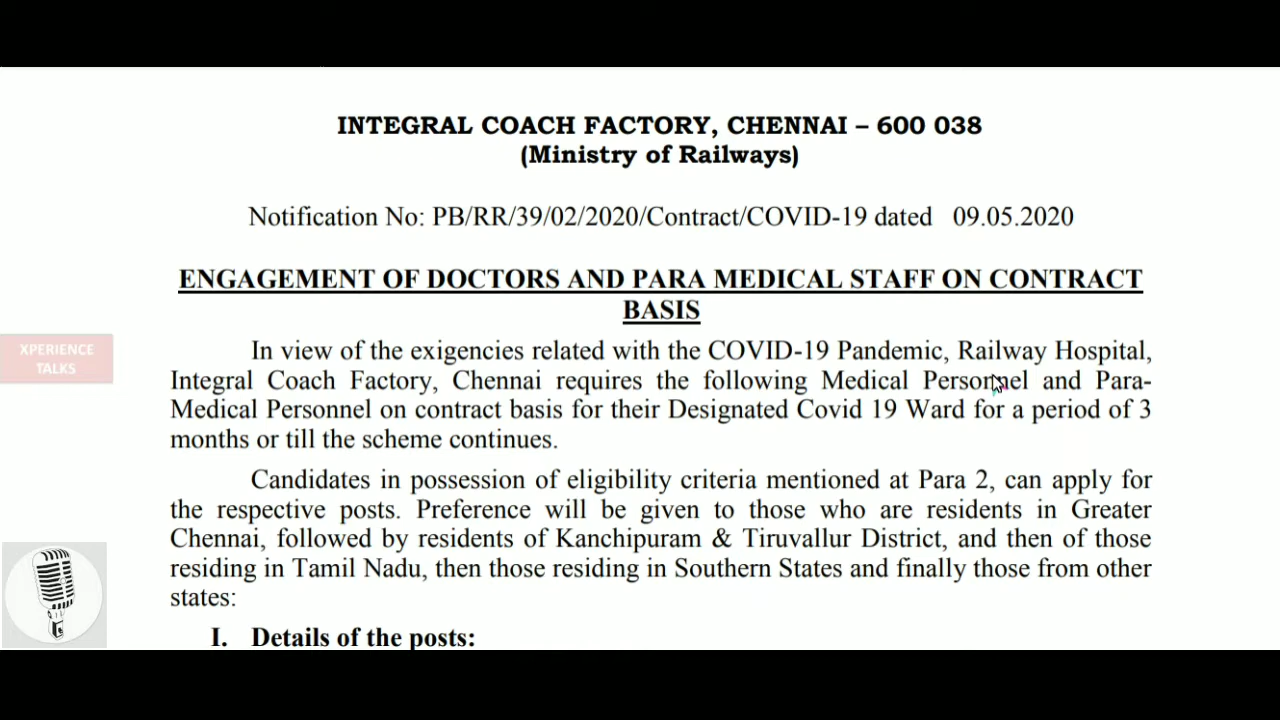 INTEGRAL COACH FACTORY, CHENNAI – 600 038
(Ministry of Railways)
Notification No: PB/RR/39/02/2020/Contract/COVID-19 dated 09.05.2020
ENGAGEMENT OF DOCTORS AND PARA MEDICAL STAFF ON CONTRACT
BASIS
In view of the exigencies related with the COVID-19 Pandemic, Railway Hospital,
Integral Coach Factory, Chennai requires the following Medical Personnel and Para-
Medical Personnel on contract basis for their Designated Covid 19 Ward for a period of 3
months or till the scheme continues.
Candidates in possession of eligibility criteria mentioned at Para 2, can apply for
the respective posts. Preference will be given to those who are residents in Greater
Chennai, followed by residents of Kanchipuram & Tiruvallur District, and then of those
residing in Tamil Nadu, then those residing in Southern States and finally those from other
states:
I. Details of the posts:
XPERIENCE
TALKS